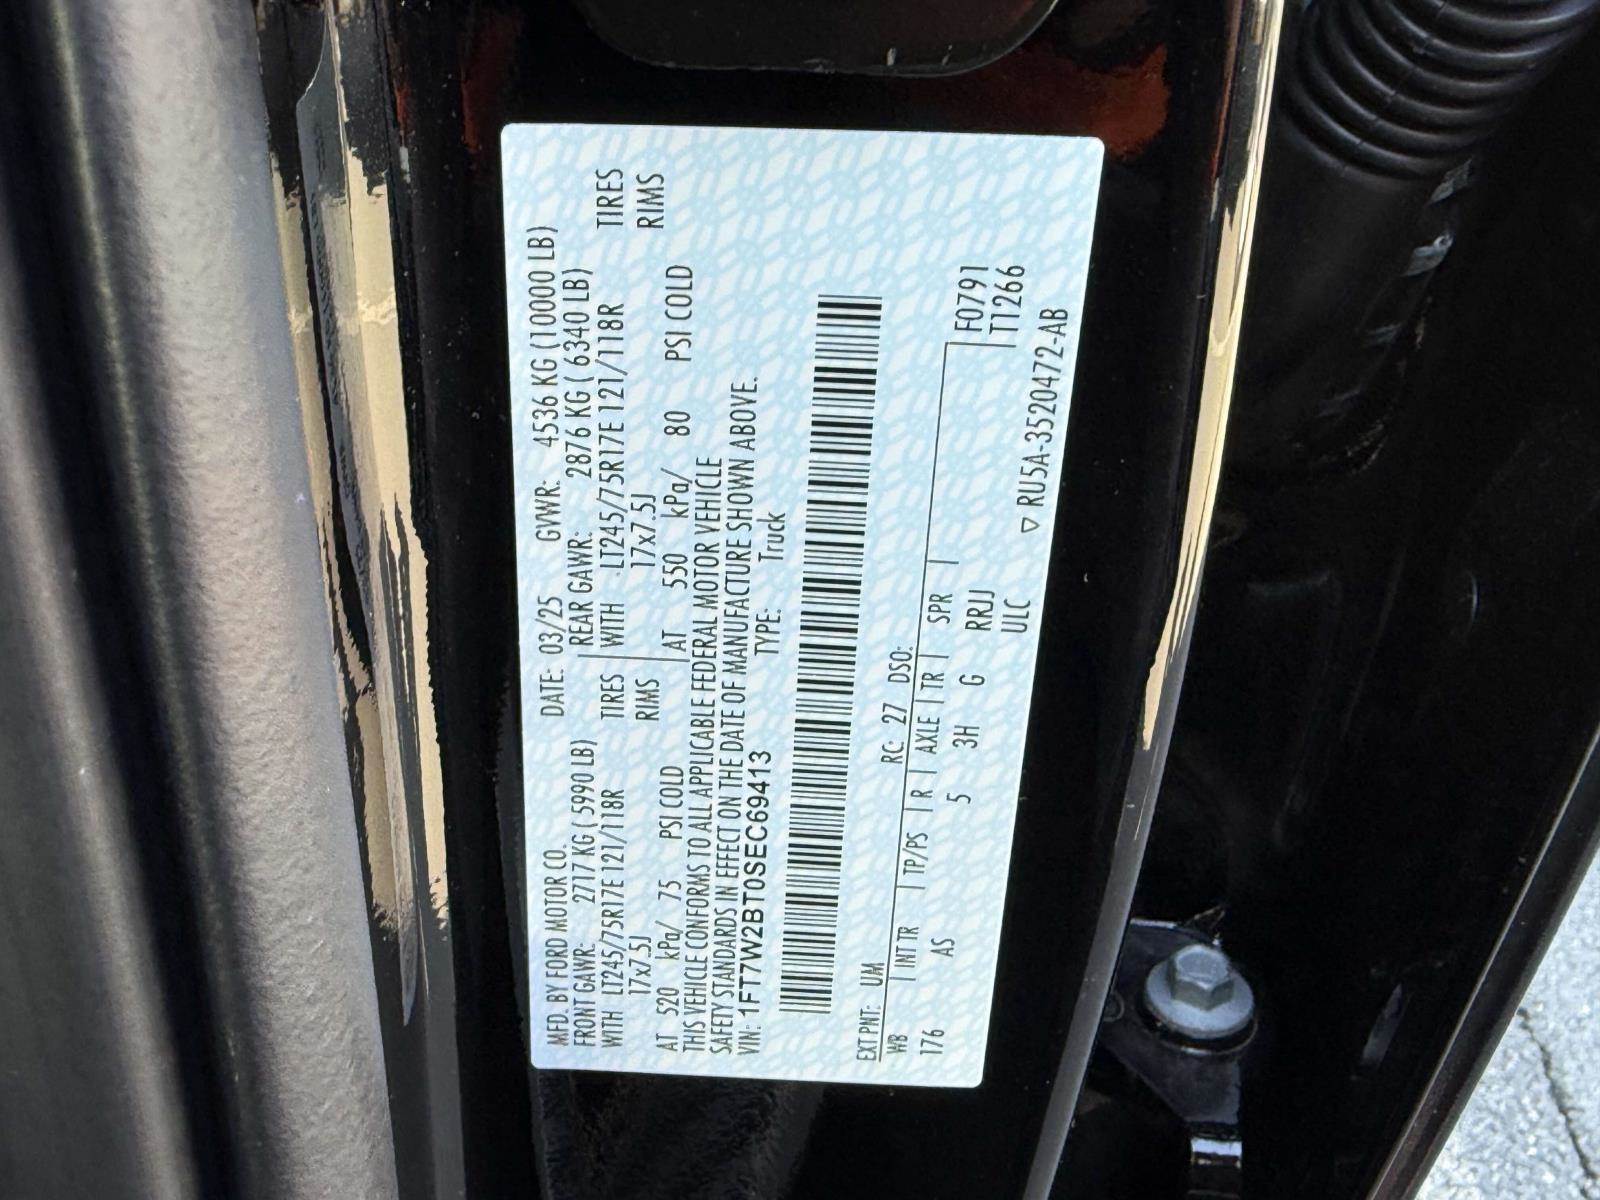 MFD. BY FORD MOTOR CO. DATE: 03/25 GVWR: 4536 KG (10000 LB)
FRONT GAWR: 2717 KG ( 5990 LB) REAR GAWR: 2876 KG ( 6340 LB)
WITH LT245/75R17E 121/118R TIRES WITH LT245/75R17E 121/118R TIRES
17x7.5J RIMS 17x7.5J RIMS
AT 520 kPa/ 75 PSI COLD AT 550 kPa/ 80 PSI COLD
THIS VEHICLE CONFORMS TO ALL APPLICABLE FEDERAL MOTOR VEHICLE
SAFETY STANDARDS IN EFFECT ON THE DATE OF MANUFACTURE SHOWN ABOVE.
VIN: 1FT7W2BT0SEC69413 TYPE: Truck
EXT PNT: UM RC: 27 DSO:
WB INT TR TP/PS R AXLE TR SPR F0791
176 AS 5 3H G RRJJ T1266
ULC ▽ RU5A-3520472-AB